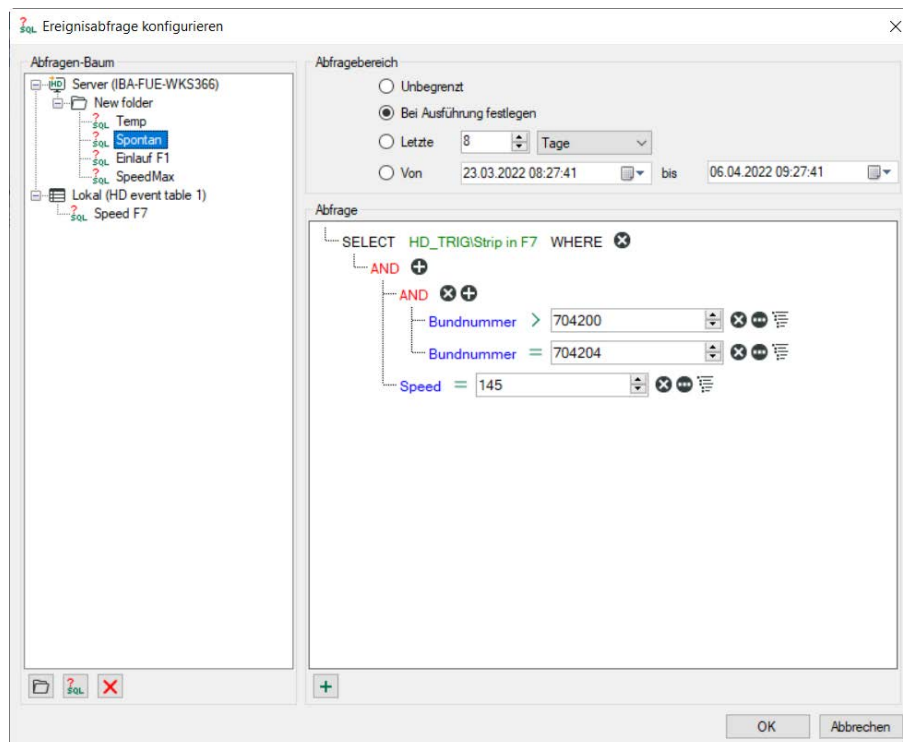 Ereignisabfrage konfigurieren
Abfragen-Baum
Server (IBA-FUE-WKS366)
New folder
Temp
Spontan
Einlauf F1
SpeedMax
Lokal (HD event table 1)
Speed F7
Abfragebereich
Unbegrenzt
Bei Ausführung festlegen
Letzte 8 Tage
Von 23.03.2022 08:27:41 bis 06.04.2022 09:27:41
Abfrage
SELECT HD_TRIG\Strip in F7 WHERE
AND
AND
Bundnummer > 704200
Bundnummer = 704204
Speed = 145
OK Abbrechen